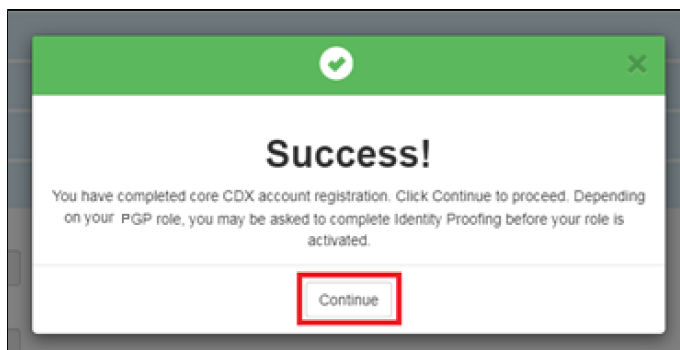 Success!
You have completed core CDX account registration. Click Continue to proceed. Depending
on your PGP role, you may be asked to complete Identity Proofing before your role is
activated.
Continue